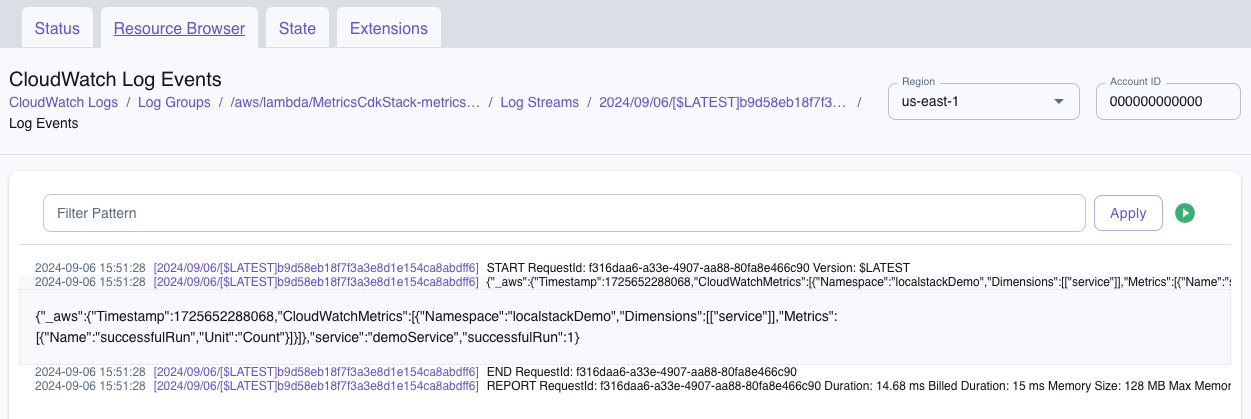 Status Resource Browser State Extensions
CloudWatch Log Events
CloudWatch Logs / Log Groups / /aws/lambda/MetricsCdkStack-metrics... / Log Streams / 2024/09/06/[$LATEST]b9d58eb18f7f3... /
Log Events
Region
us-east-1
Account ID
000000000000
Filter Pattern
Apply
2024-09-06 15:51:28 [2024/09/06/[$LATEST]b9d58eb18f7f3a3e8d1e154ca8abdff6] START RequestId: f316daa6-a33e-4907-aa88-80fa8e466c90 Version: $LATEST
2024-09-06 15:51:28 [2024/09/06/[$LATEST]b9d58eb18f7f3a3e8d1e154ca8abdff6] {"_aws":{"Timestamp":1725652288068,"CloudWatchMetrics":[{"Namespace":"localstackDemo","Dimensions":[["service"]],"Metrics":[{"Name":"s
{"_aws":{"Timestamp":1725652288068,"CloudWatchMetrics":[{"Namespace":"localstackDemo","Dimensions":[["service"]],"Metrics":
[{"Name":"successfulRun","Unit":"Count"}]}]},"service":"demoService","successfulRun":1}
2024-09-06 15:51:28 [2024/09/06/[$LATEST]b9d58eb18f7f3a3e8d1e154ca8abdff6] END RequestId: f316daa6-a33e-4907-aa88-80fa8e466c90
2024-09-06 15:51:28 [2024/09/06/[$LATEST]b9d58eb18f7f3a3e8d1e154ca8abdff6] REPORT RequestId: f316daa6-a33e-4907-aa88-80fa8e466c90 Duration: 14.68 ms Billed Duration: 15 ms Memory Size: 128 MB Max Memor